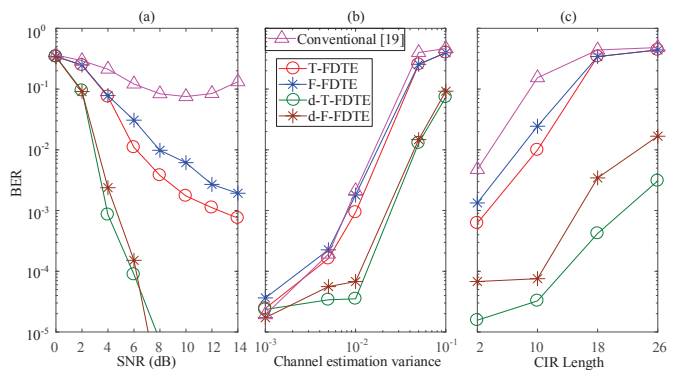 (a) (b) (c)
10^0
10^-1
10^-2
10^-3
10^-4
10^-5
BER
Conventional [19]
T-FDTE
F-FDTE
d-T-FDTE
d-F-FDTE
0 2 4 6 8 10 12 14
10^-3 10^-2 10^-1
2 10 18 26
SNR (dB) Channel estimation variance CIR Length